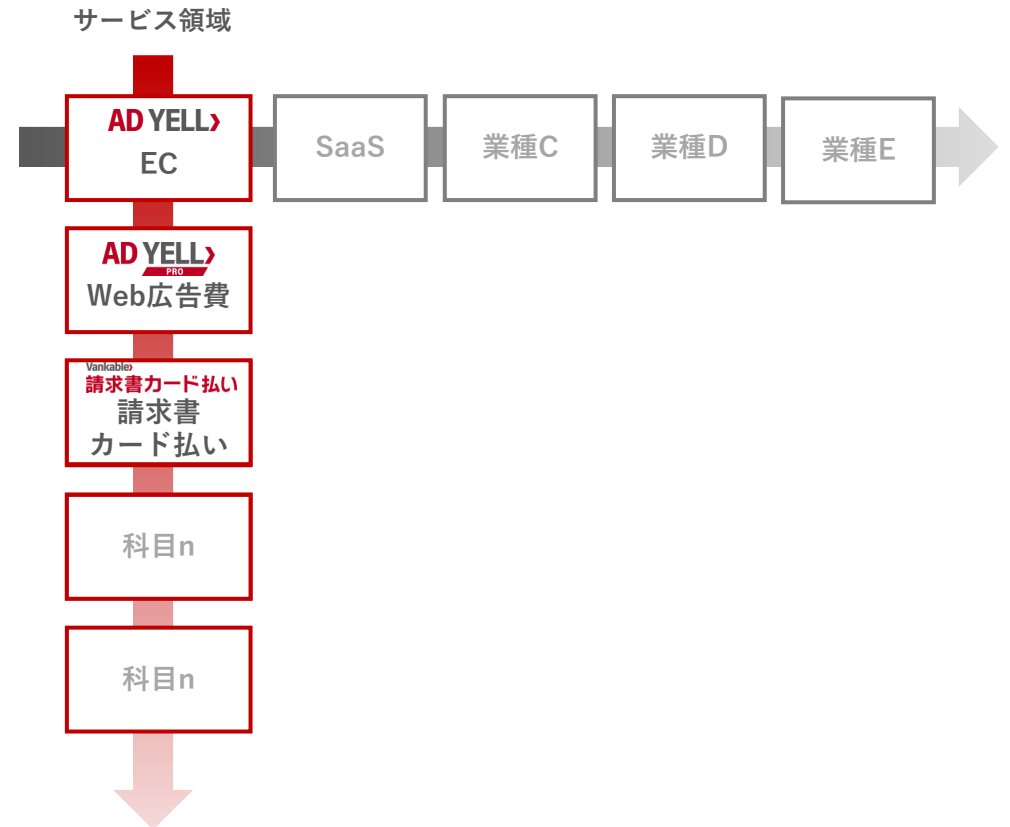 サービス領域
AD YELL
EC
SaaS
業種C
業種D
業種E
AD YELL
PRO
Web広告費
Vankable
請求書カード払い
請求書
カード払い
科目n
科目n